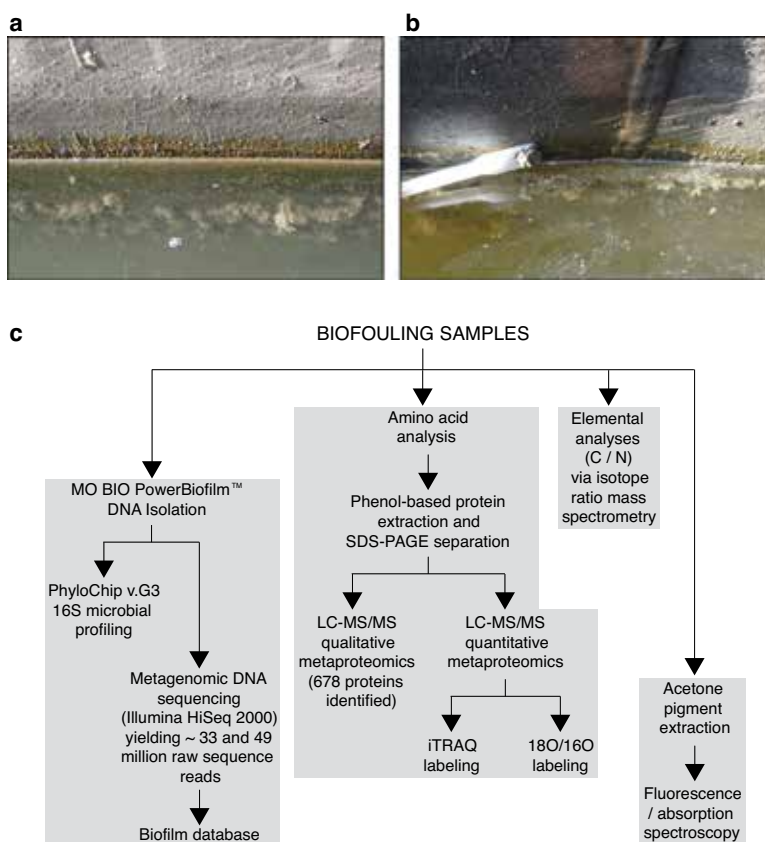 a
b
c
BIOFOULING SAMPLES
MO BIO PowerBiofilm™
DNA Isolation
PhyloChip v.G3
16S microbial
profiling
Metagenomic DNA
sequencing
(Illumina HiSeq 2000)
yielding ~ 33 and 49
million raw sequence
reads
Biofilm database
Amino acid
analysis
Phenol-based protein
extraction and
SDS-PAGE separation
LC-MS/MS
qualitative
metaproteomics
(678 proteins
identified)
LC-MS/MS
quantitative
metaproteomics
iTRAQ
labeling
18O/16O
labeling
Elemental
analyses
(C / N)
via isotope
ratio mass
spectrometry
Acetone
pigment
extraction
Fluorescence
/ absorption
spectroscopy